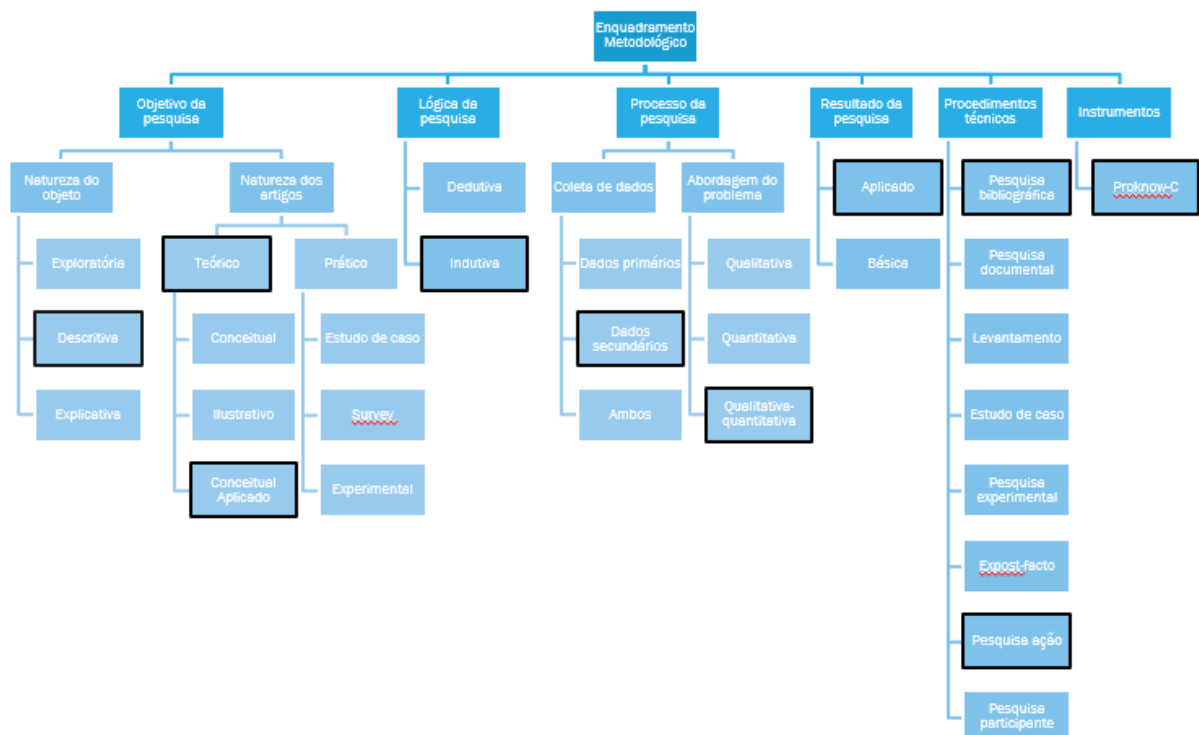 Enquadramento
Metodológico
Objetivo da
pesquisa
Lógica da
pesquisa
Processo da
pesquisa
Resultado da
pesquisa
Procedimentos
técnicos
Instrumentos
Natureza do
objeto
Natureza dos
artigos
Dedutiva
Coleta de dados
Abordagem do
problema
Aplicado
Pesquisa
bibliográfica
Proknow-C
Exploratória
Teórico
Prático
Indutiva
Dados primários
Qualitativa
Básica
Pesquisa
documental
Descritiva
Conceitual
Estudo de caso
Dados
secundários
Quantitativa
Levantamento
Explicativa
Illustrativo
Survey
Ambos
Qualitativa-
quantitativa
Estudo de caso
Conceitual
Aplicado
Experimental
Pesquisa
experimental
Expost-facto
Pesquisa ação
Pesquisa
participante